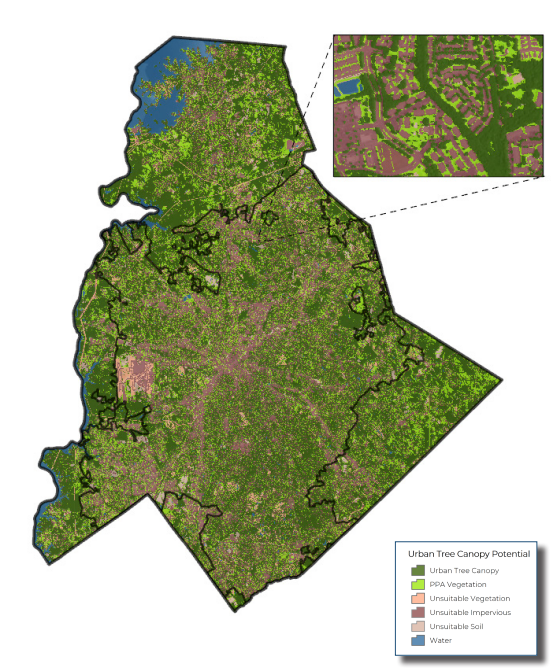 Urban Tree Canopy Potential
Urban Tree Canopy
PPA Vegetation
Unsuitable Vegetation
Unsuitable Impervious
Unsuitable Soil
Water